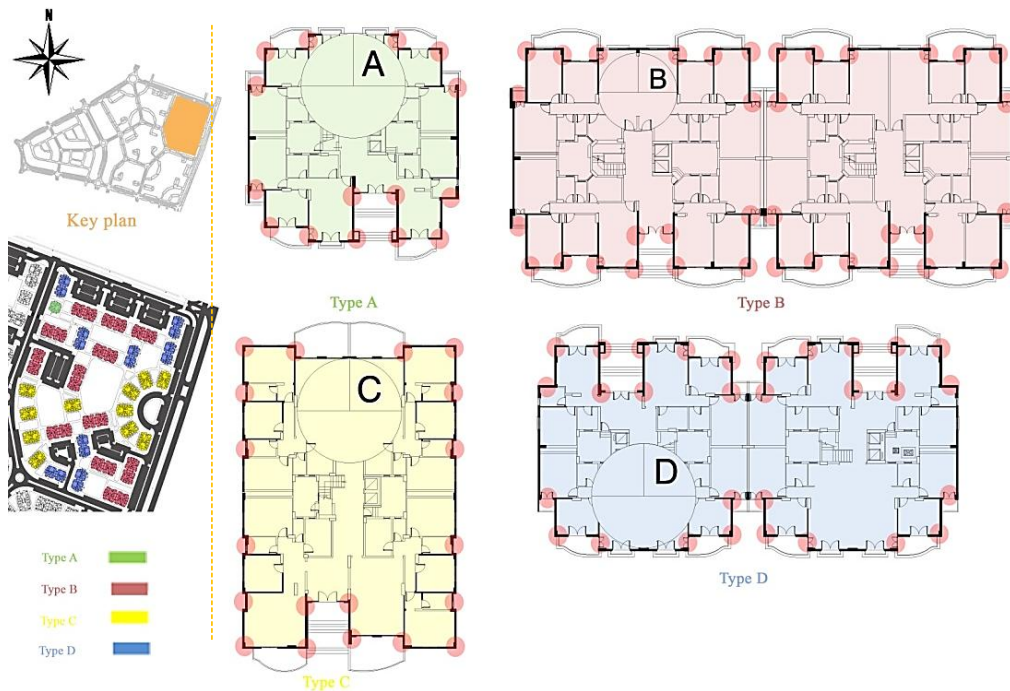 N
Key plan
Type A
Type B
Type C
Type D
A
Type A
B
Type B
C
Type C
D
Type D